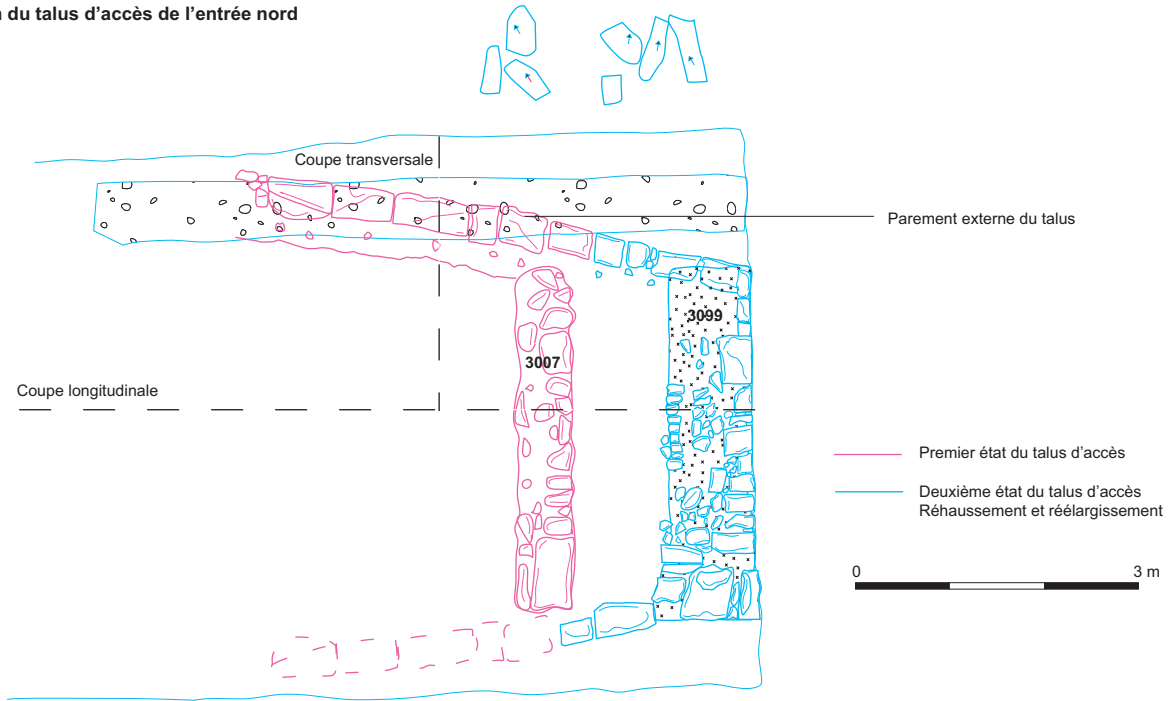 du talus d'accès de l'entrée nord
Coupe transversale
Parement externe du talus
3099
3007
Coupe longitudinale
Premier état du talus d'accès
Deuxième état du talus d'accès
Réhaussement et réélargissement
0 3 m